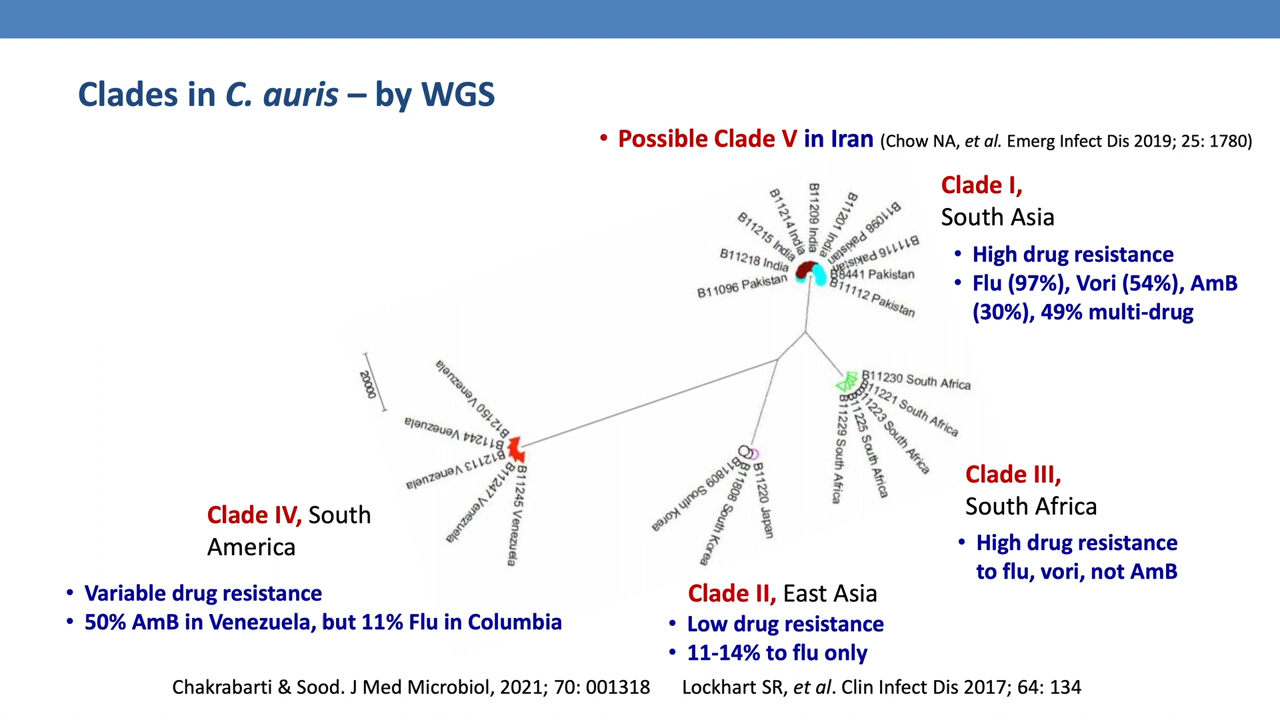 Clades in C. auris – by WGS
• Possible Clade V in Iran (Chow NA, et al. Emerg Infect Dis 2019; 25: 1780)
Clade I,
South Asia
• High drug resistance
• Flu (97%), Vori (54%), AmB
(30%), 49% multi-drug
B11096 Pakistan
B11218 India
B11215 India
B11214 India
B11209 India
B11201 India
B11098 Pakistan
B11116 Pakistan
B8441 Pakistan
B11112 Pakistan
20000
B12150 Venezuela
B11244 Venezuela
B12113 Venezuela
B11247 Venezuela
B11245 Venezuela
B11230 South Africa
B11221 South Africa
B11223 South Africa
B11225 South Africa
B11229 South Africa
B11809 South Korea
B11808 South Korea
B11220 Japan
Clade III,
South Africa
• High drug resistance
to flu, vori, not AmB
Clade IV, South
America
• Variable drug resistance
• 50% AmB in Venezuela, but 11% Flu in Columbia
Clade II, East Asia
• Low drug resistance
• 11-14% to flu only
Chakrabarti & Sood. J Med Microbiol, 2021; 70: 001318
Lockhart SR, et al. Clin Infect Dis 2017; 64: 134